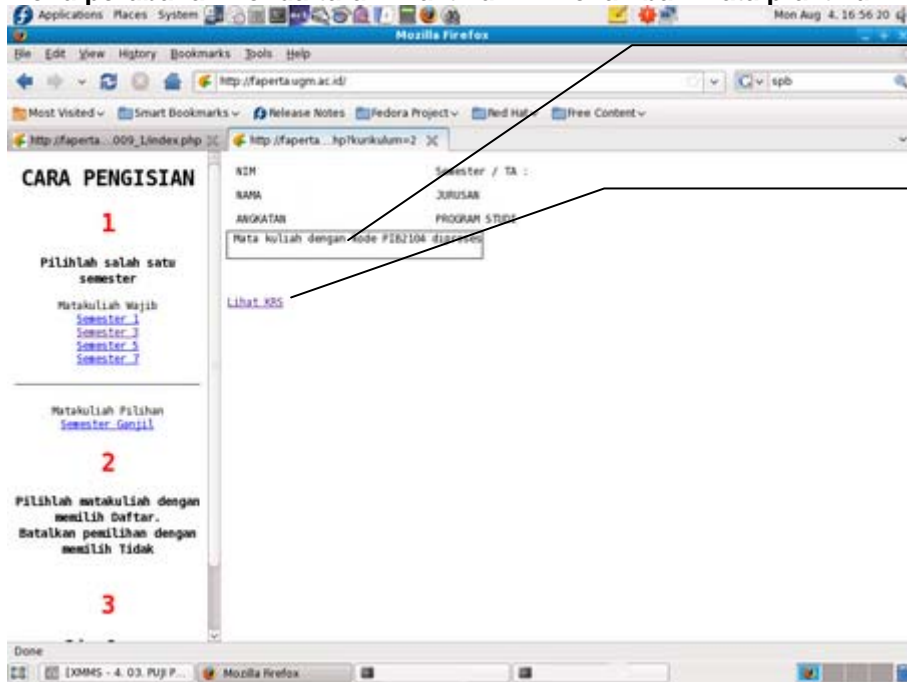 Applications Places System
Mon Aug 4, 16:56:20
Mozilla Firefox
File Edit View History Bookmarks Tools Help
http://faperta.ugm.ac.id/
spb
Most Visited Smart Bookmarks Release Notes Fedora Project Red Hat Free Content
http://faperta...009_1/index.php
http://faperta...hp?kurikulum=2
CARA PENGISIAN
1
Pilihlah salah satu
semester
Matakuliah Wajib
Semester 1
Semester 3
Semester 5
Semester 7
Matakuliah Pilihan
Semester Ganjil
2
Pilihlah matakuliah dengan
memilih Daftar.
Batalkan pemilihan dengan
memilih Tidak
3
NIM Semester / TA :
NAMA JURUSAN
ANGKATAN PROGRAM STUDI
Mata kuliah dengan kode PIB2104 diproses
Lihat KRS
Done
[XMMS - 4. 03. PUJI P...
Mozilla Firefox